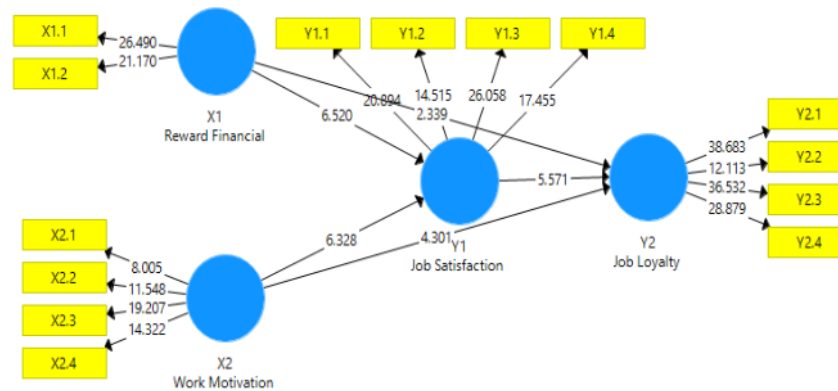 X1.1
26.490
X1.2
21.170
X1
Reward Financial
Y1.1
Y1.2
Y1.3
Y1.4
20.894
14.515
26.058
17.455
6.520
2.339
Y2.1
Y2.2
Y2.3
Y2.4
38.683
12.113
36.532
28.879
5.571
6.328
4.301
Y1
Job Satisfaction
Y2
Job Loyalty
X2.1
8.005
X2.2
11.548
X2.3
19.207
X2.4
14.322
X2
Work Motivation